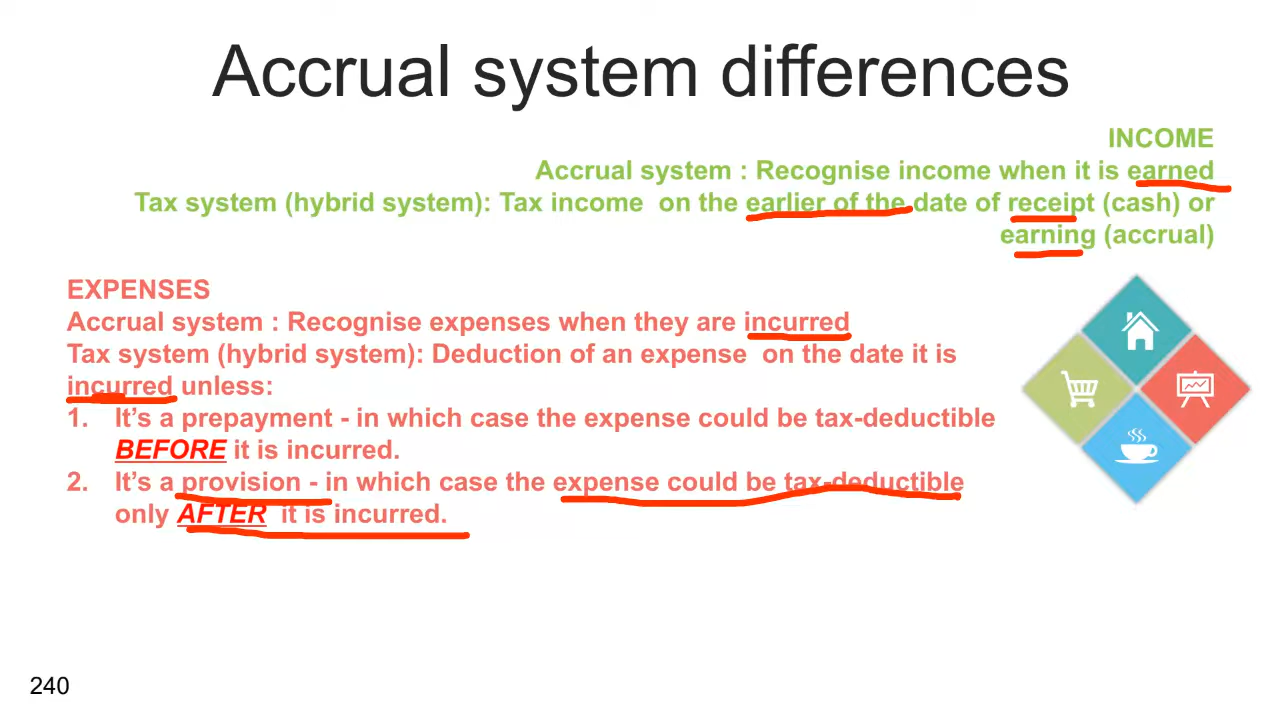 Accrual system differences
INCOME
Accrual system : Recognise income when it is earned
Tax system (hybrid system): Tax income on the earlier of the date of receipt (cash) or
earning (accrual)
EXPENSES
Accrual system : Recognise expenses when they are incurred
Tax system (hybrid system): Deduction of an expense on the date it is
incurred unless:
1. It’s a prepayment - in which case the expense could be tax-deductible
BEFORE it is incurred.
2. It’s a provision - in which case the expense could be tax-deductible
only AFTER it is incurred.
240